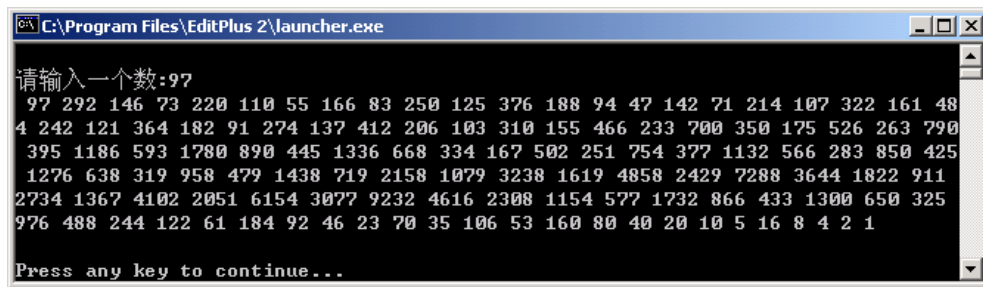 C:\Program Files\EditPlus 2\launcher.exe
请输入一个数:97
97 292 146 73 220 110 55 166 83 250 125 376 188 94 47 142 71 214 107 322 161 48
4 242 121 364 182 91 274 137 412 206 103 310 155 466 233 700 350 175 526 263 790
395 1186 593 1780 890 445 1336 668 334 167 502 251 754 377 1132 566 283 850 425
1276 638 319 958 479 1438 719 2158 1079 3238 1619 4858 2429 7288 3644 1822 911
2734 1367 4102 2051 6154 3077 9232 4616 2308 1154 577 1732 866 433 1300 650 325
976 488 244 122 61 184 92 46 23 70 35 106 53 160 80 40 20 10 5 16 8 4 2 1
Press any key to continue...